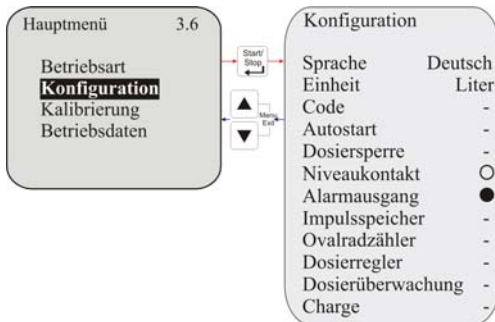 Hauptmenü 3.6
Betriebsart
Konfiguration
Kalibrierung
Betriebsdaten
Start/
Stop
Menu/
Exit
Konfiguration
Sprache Deutsch
Einheit Liter
Code -
Autostart -
Dosiersperre -
Niveaukontakt
Alarmausgang
Impulsspeicher -
Ovalradzähler -
Dosierregler -
Dosierüberwachung -
Charge -